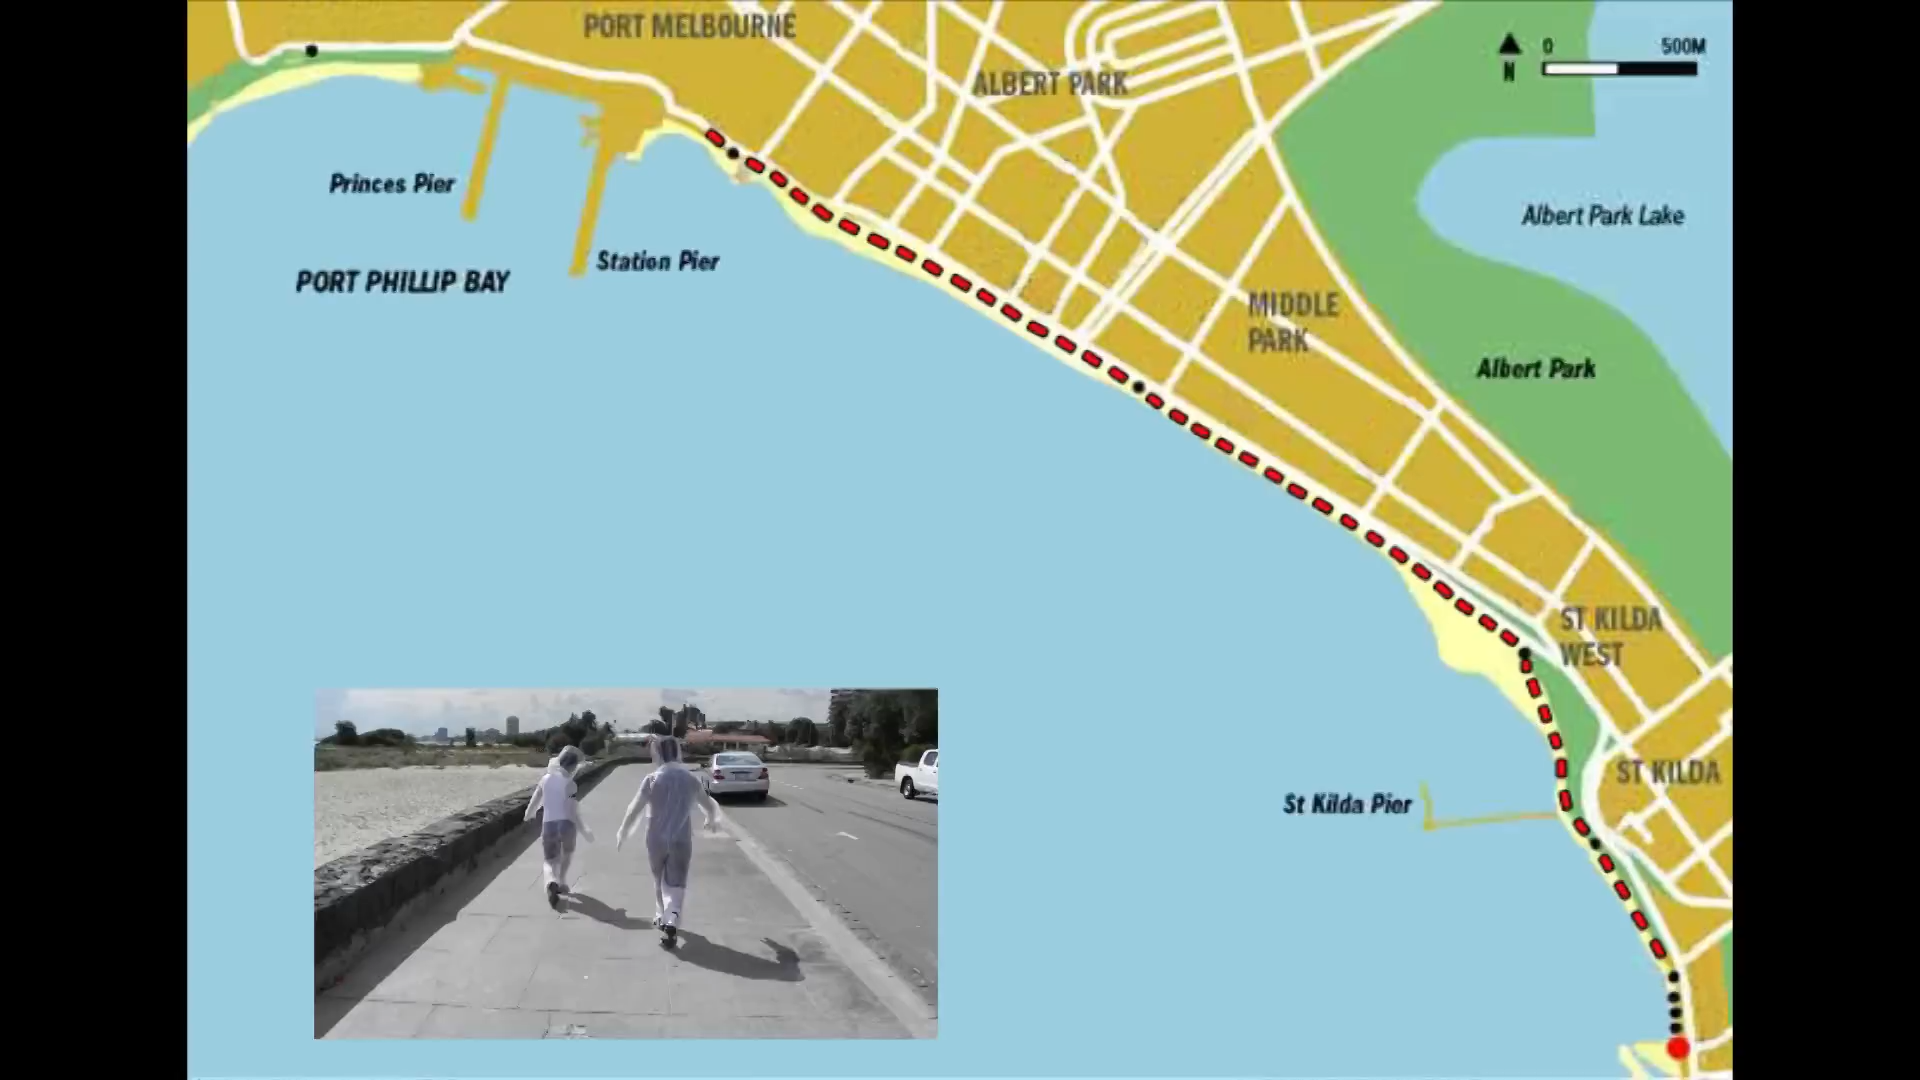 PORT MELBOURNE
0 500M
N
ALBERT PARK
Princes Pier
Albert Park Lake
Station Pier
PORT PHILLIP BAY
MIDDLE
PARK
Albert Park
ST KILDA
WEST
ST KILDA
St Kilda Pier